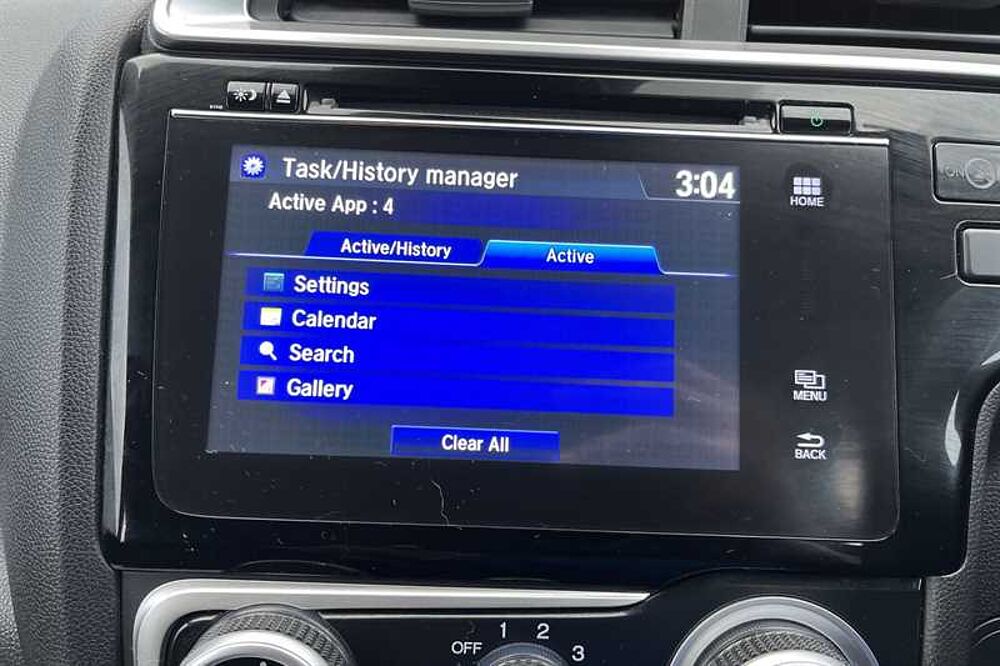 Task/History manager
3:04
Active App : 4
Active/History
Active
Settings
Calendar
Search
Gallery
Clear All
HOME
MENU
BACK
ON
OFF
1
2
3